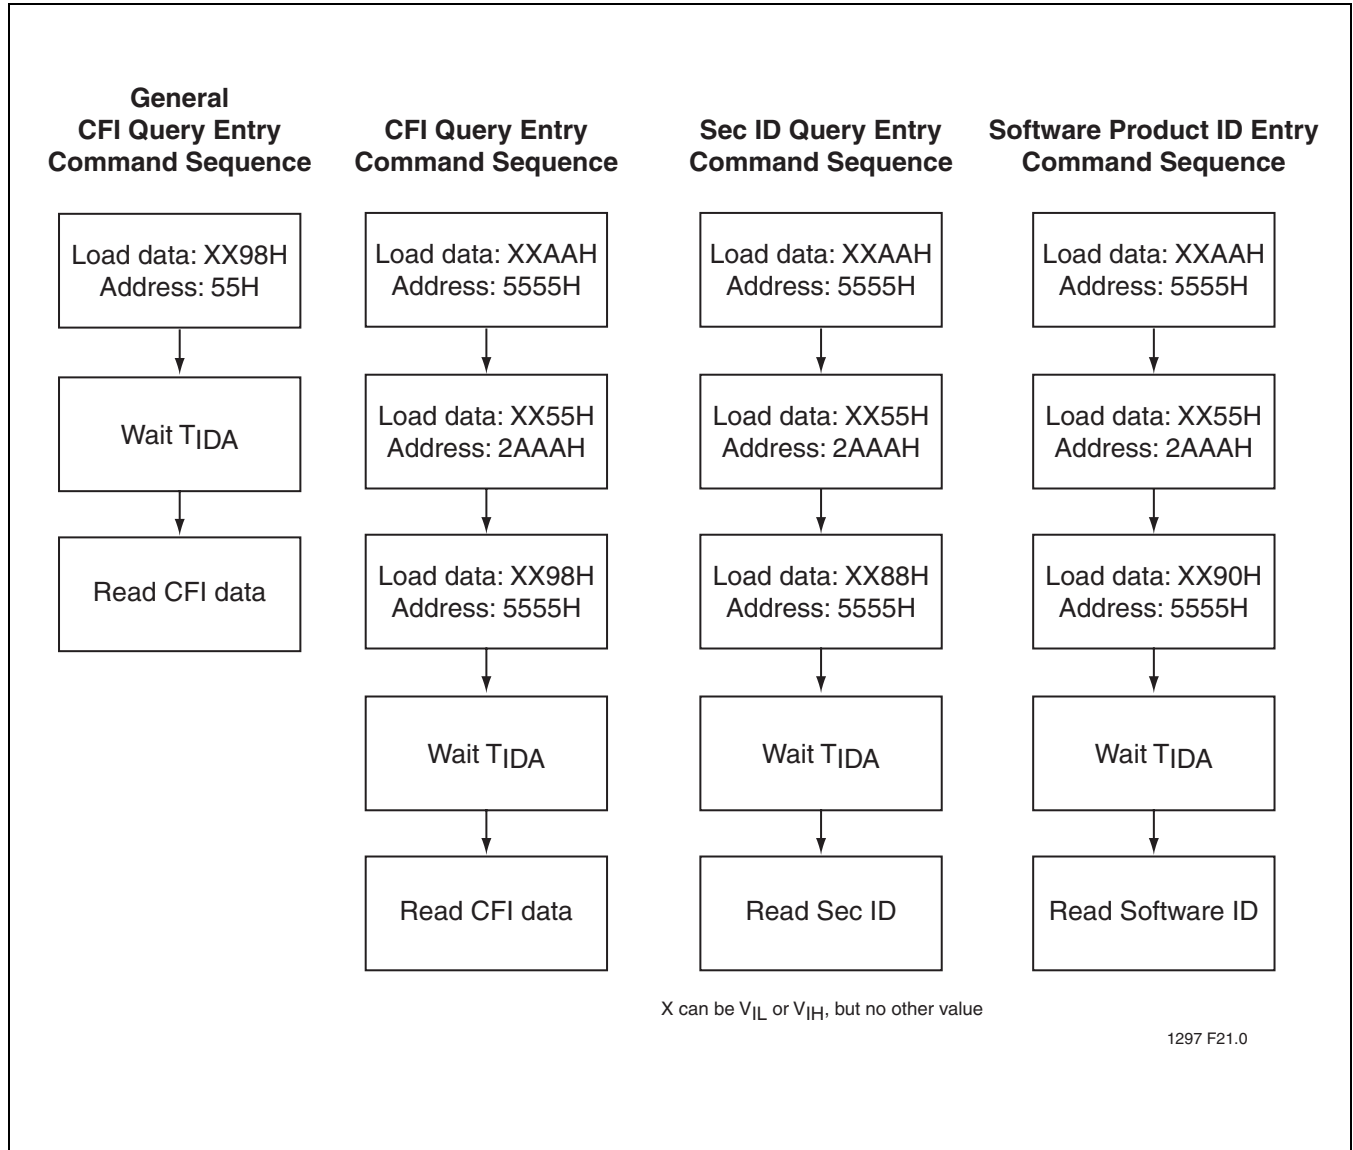 General
CFI Query Entry
Command Sequence
Load data: XX98H
Address: 55H
Wait TIDA
Read CFI data
CFI Query Entry
Command Sequence
Load data: XXAAH
Address: 5555H
Load data: XX55H
Address: 2AAAH
Load data: XX98H
Address: 5555H
Wait TIDA
Read CFI data
Sec ID Query Entry
Command Sequence
Load data: XXAAH
Address: 5555H
Load data: XX55H
Address: 2AAAH
Load data: XX88H
Address: 5555H
Wait TIDA
Read Sec ID
Software Product ID Entry
Command Sequence
Load data: XXAAH
Address: 5555H
Load data: XX55H
Address: 2AAAH
Load data: XX90H
Address: 5555H
Wait TIDA
Read Software ID
X can be VIL or VIH, but no other value
1297 F21.0